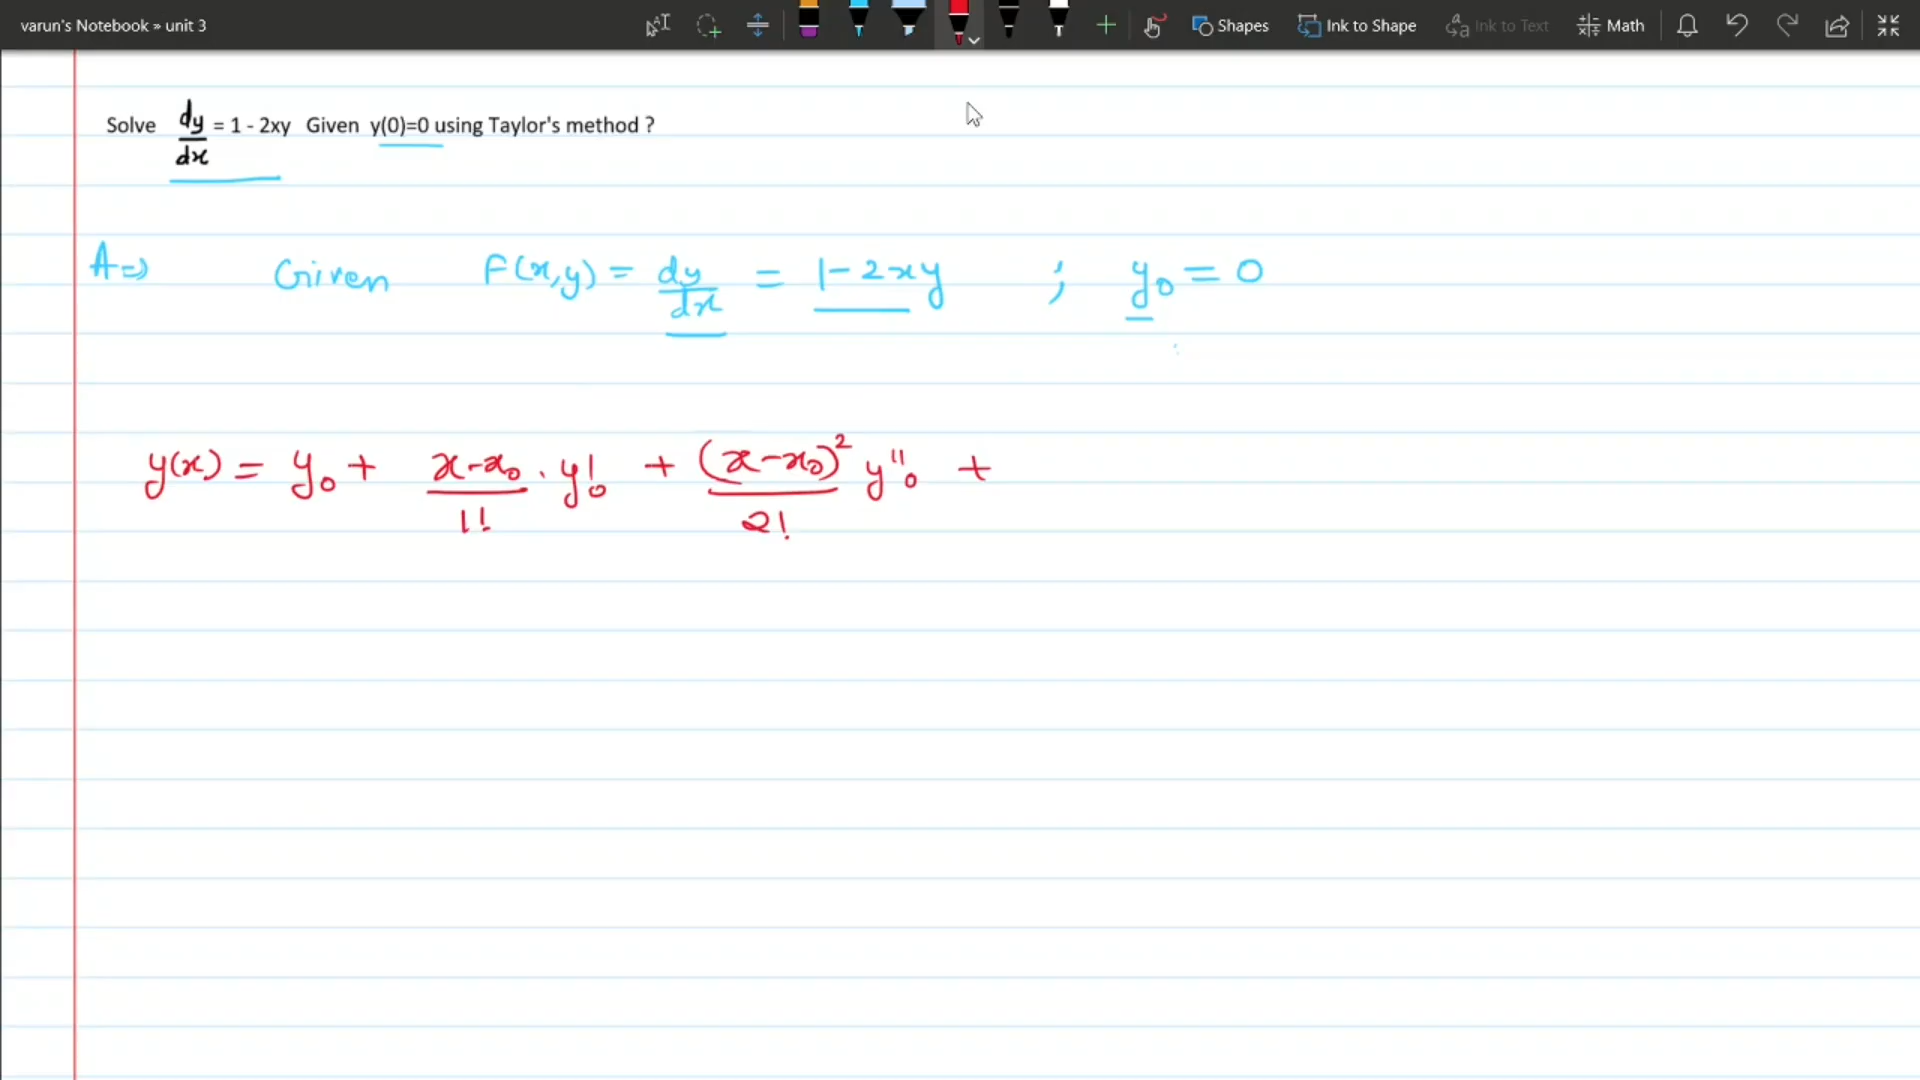 varun's Notebook » unit 3
Shapes Ink to Shape Ink to Text Math
Solve dy/dx = 1 - 2xy Given y(0)=0 using Taylor's method ?
A⇒ Given F(x,y) = dy/dx = 1-2xy ; y₀ = 0
y(x) = y₀ + x-x₀/1! · y'₀ + (x-x₀)²/2! y''₀ +